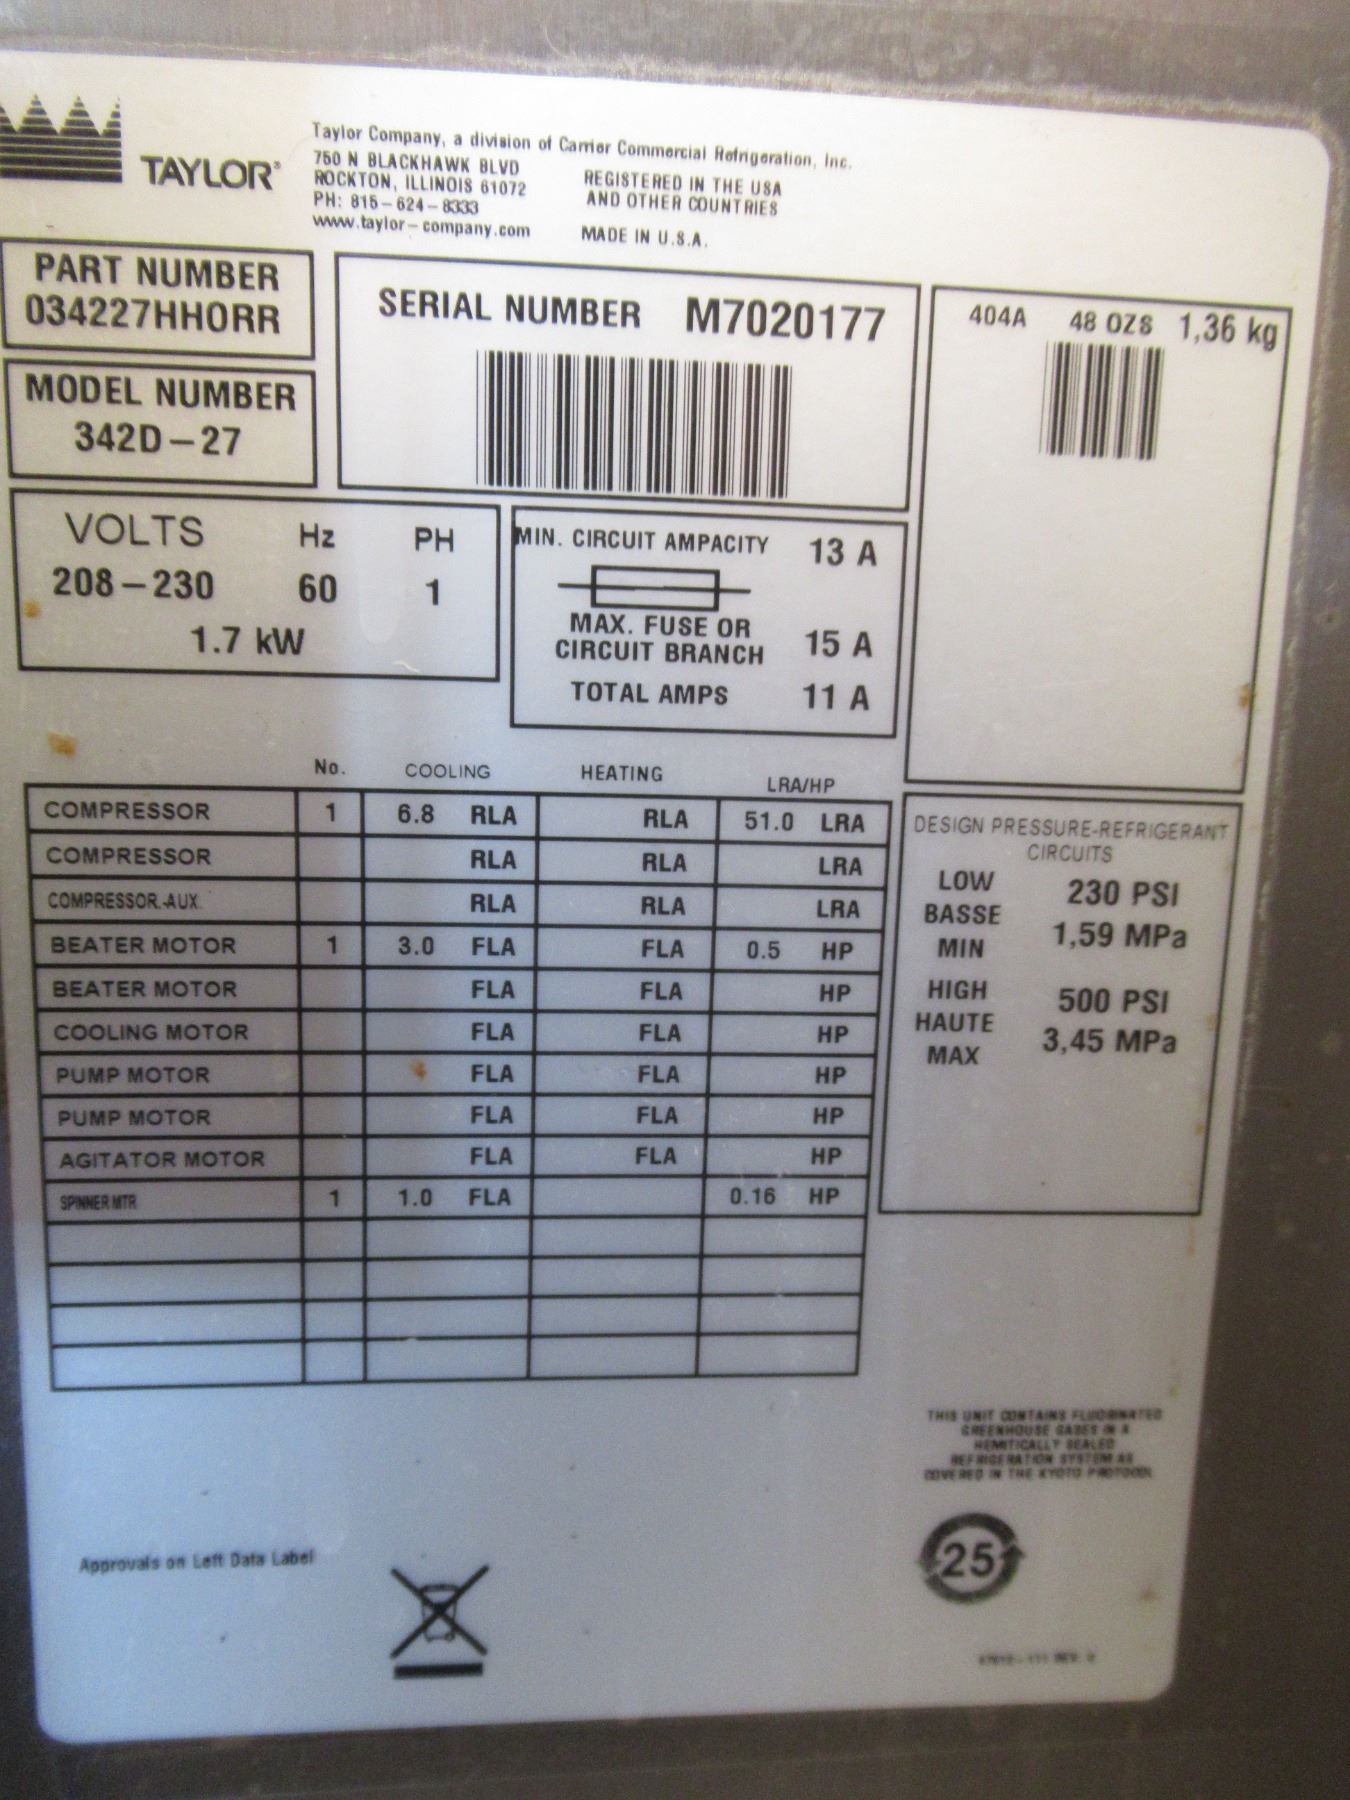 TAYLOR®
Taylor Company, a division of Carrier Commercial Refrigeration, Inc.
750 N BLACKHAWK BLVD
ROCKTON, ILLINOIS 61072
PH: 815-624-8333
www.taylor-company.com
REGISTERED IN THE USA
AND OTHER COUNTRIES
MADE IN U.S.A.
PART NUMBER
034227HHORR
SERIAL NUMBER M7020177
404A 48 OZS 1,36 kg
MODEL NUMBER
342D-27
VOLTS Hz PH
208-230 60 1
1.7 kW
MIN. CIRCUIT AMPACITY 13 A
MAX. FUSE OR
CIRCUIT BRANCH 15 A
TOTAL AMPS 11 A
No. COOLING HEATING LRA/HP
COMPRESSOR 1 6.8 RLA RLA 51.0 LRA
COMPRESSOR RLA RLA LRA
COMPRESSOR.-AUX. RLA RLA LRA
BEATER MOTOR 1 3.0 FLA FLA 0.5 HP
BEATER MOTOR FLA FLA HP
COOLING MOTOR FLA FLA HP
PUMP MOTOR FLA FLA HP
PUMP MOTOR FLA FLA HP
AGITATOR MOTOR FLA FLA HP
SPINNER MTR 1 1.0 FLA 0.16 HP
DESIGN PRESSURE-REFRIGERANT
CIRCUITS
LOW 230 PSI
BASSE 1,59 MPa
MIN
HIGH 500 PSI
HAUTE 3,45 MPa
MAX
THIS UNIT CONTAINS FLUORINATED
GREENHOUSE GASES IN A
HEMITICALLY SEALED
REFRIGERATION SYSTEM AS
COVERED IN THE KYOTO PROTOCOL
25
Approvals on Left Data Label